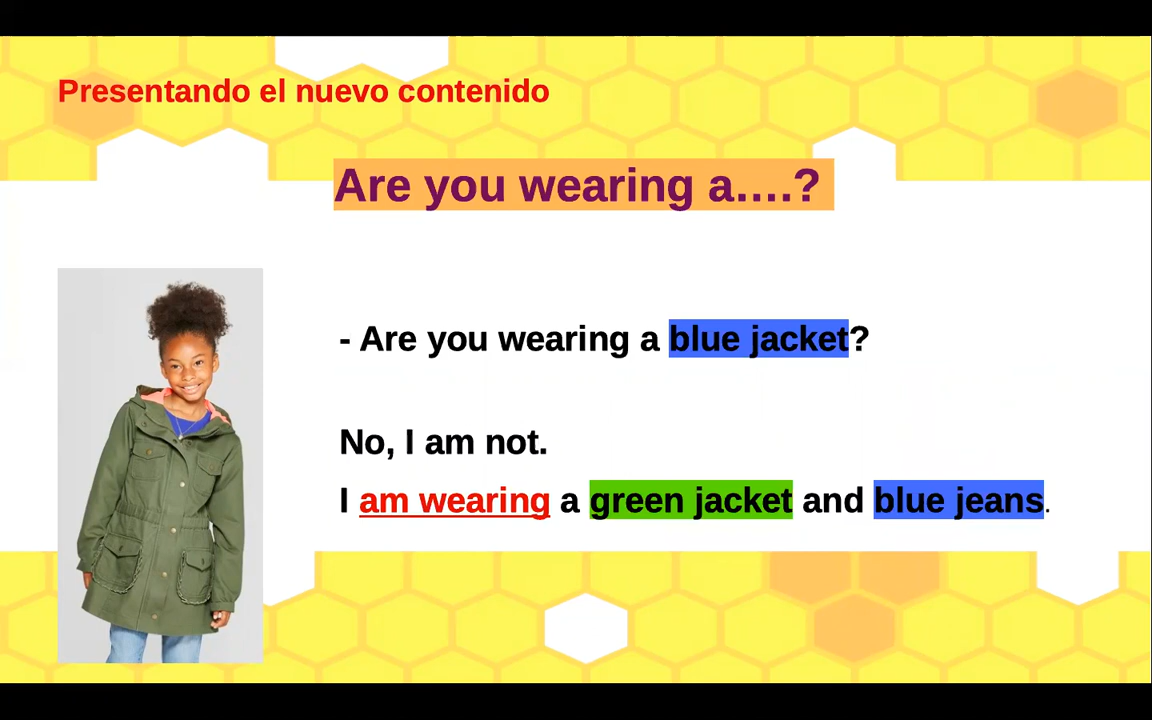 Presentando el nuevo contenido
Are you wearing a....?
- Are you wearing a blue jacket?
No, I am not.
I am wearing a green jacket and blue jeans.